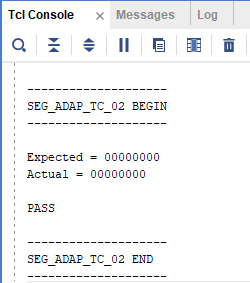 Tcl Console × Messages Log
-------------------
SEG_ADAP_TC_02 BEGIN
-------------------
Expected = 00000000
Actual = 00000000
PASS
-------------------
SEG_ADAP_TC_02 END
-------------------